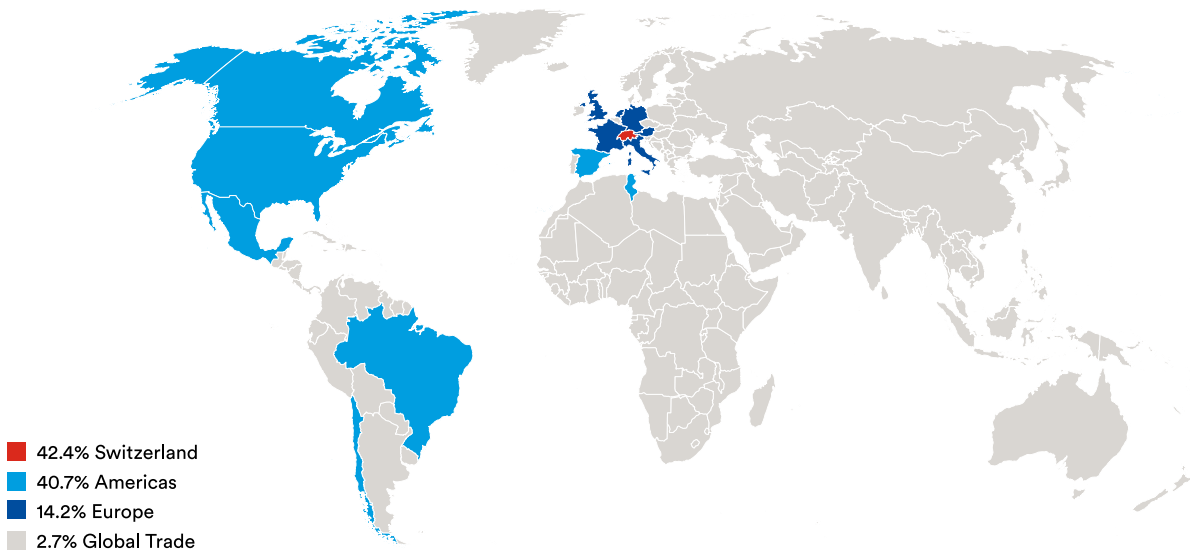 42.4% Switzerland
40.7% Americas
14.2% Europe
2.7% Global Trade